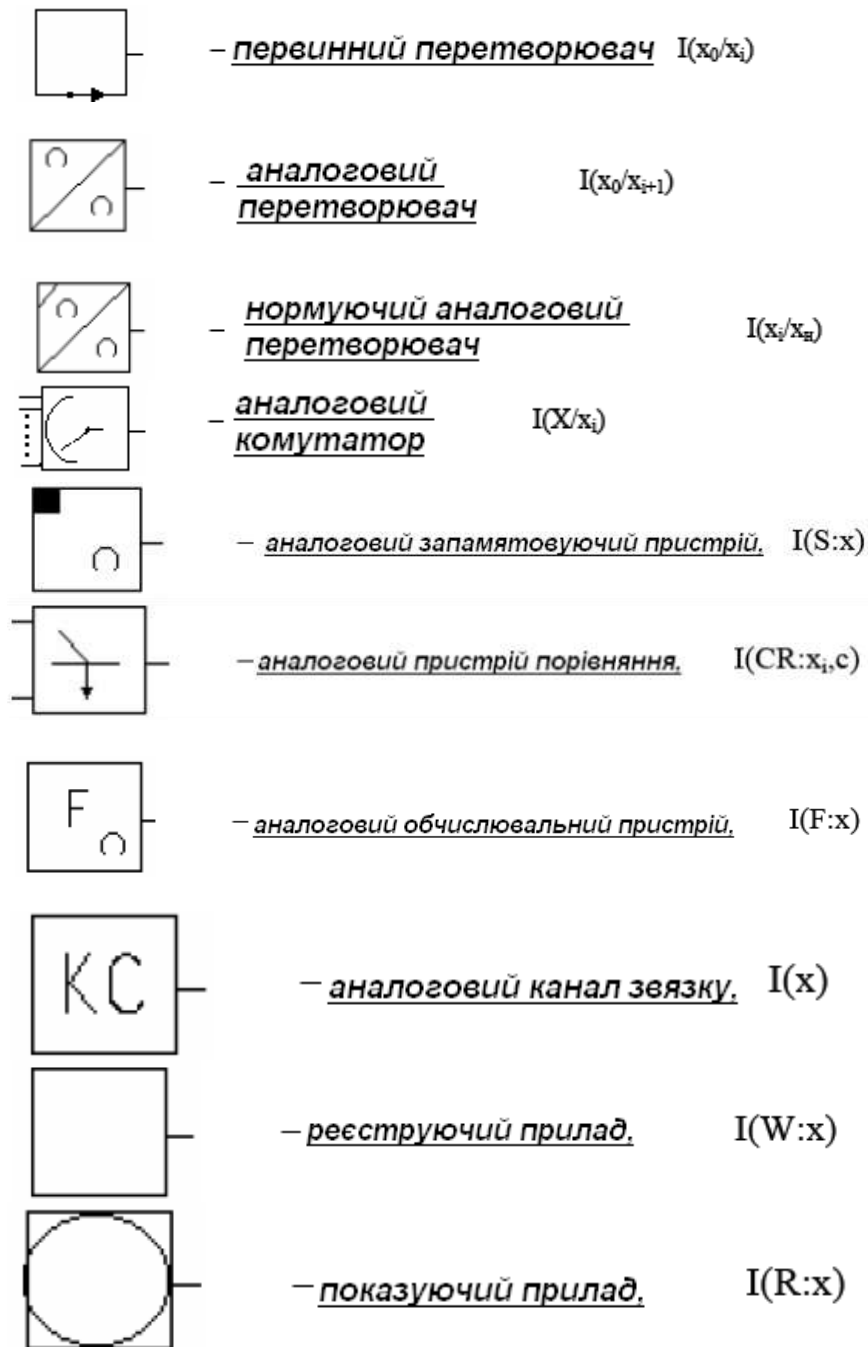 – первинний перетворювач I(x₀/xᵢ)
– аналоговий перетворювач I(x₀/xᵢ₊₁)
– нормуючий аналоговий перетворювач I(xᵢ/xₙ)
– аналоговий комутатор I(X/xᵢ)
– аналоговий запамятовуючий пристрій, I(S:x)
– аналоговий пристрій порівняння, I(CR:xᵢ,c)
F – аналоговий обчислювальний пристрій, I(F:x)
КС – аналоговий канал звязку, I(x)
– реєструючий прилад, I(W:x)
– показуючий прилад, I(R:x)